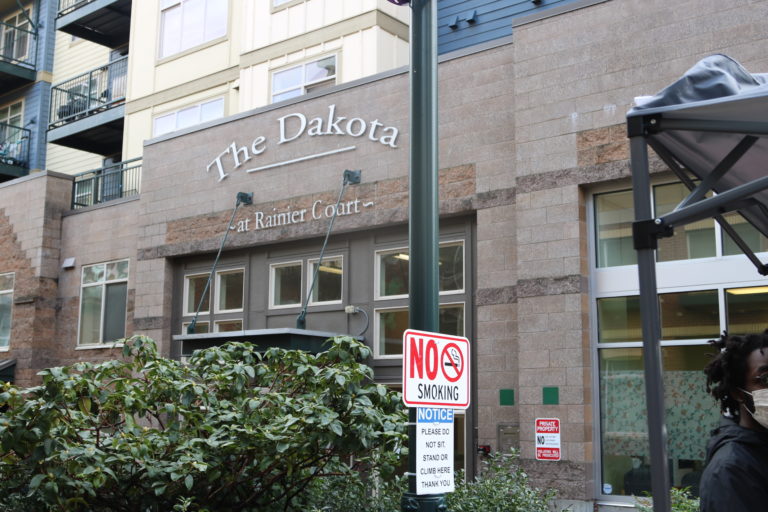 The Dakota
~at Rainier Court~
NO
SMOKING
NOTICE
PLEASE DO
NOT SIT,
STAND OR
CLIMB HERE
THANK YOU
PRIVATE
PROPERTY
NO